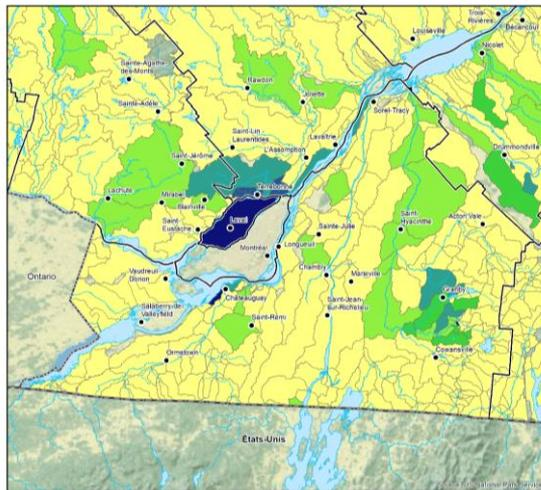 Trois-
Rivières
Bécancour
Louiseville
Nicolet
Sainte-Agathe
des-Monts
Rawdon
Joliette
Sainte-Adèle
Sorel-Tracy
Saint-Lin
Laurentides
Lavaltrie
Drummondville
L'Assomption
Saint-Jérôme
Lachute
Mirabel
Terrebonne
Blainville
Saint-
Eustache
Laval
Saint-
Hyacinthe
Acton Vale
Sainte-Julie
Montréal
Longueuil
Ontario
Vaudreuil
Dorion
Chambly
Marieville
Granby
Châteauguay
Salaberry-de-
Valleyfield
Saint-Rémi
Saint-Jean-
sur-Richelieu
Cowansville
Ormstown
États-Unis
National Park Service